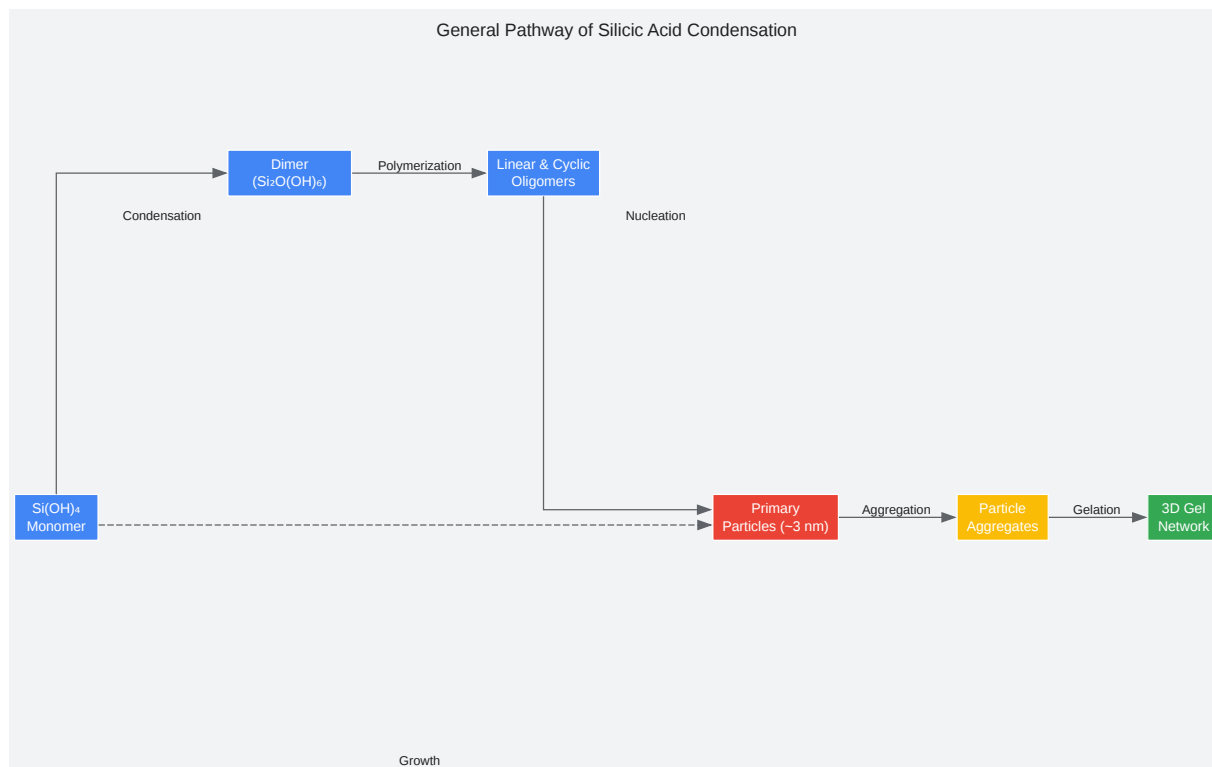 General Pathway of Silicic Acid Condensation
Dimer
(Si₂O(OH)₆)
Polymerization
Linear & Cyclic
Oligomers
Condensation
Nucleation
Si(OH)₄
Monomer
Primary
Particles (~3 nm)
Aggregation
Particle
Aggregates
Gelation
3D Gel
Network
Growth